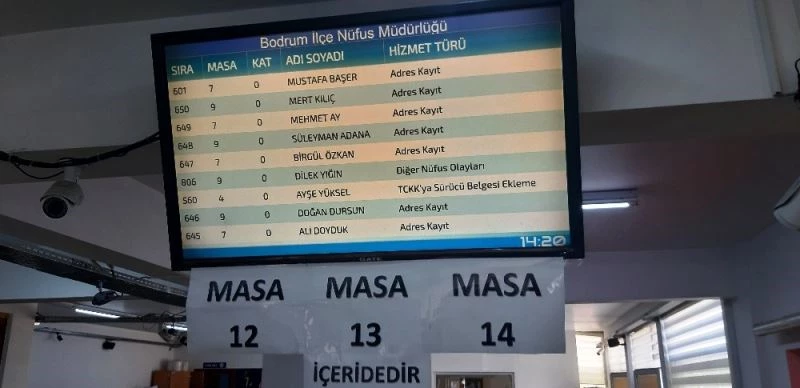 Bodrum İlçe Nüfus Müdürlüğü
SIRA MASA KAT ADI SOYADI HİZMET TÜRÜ
601 7 0 MUSTAFA BAŞER Adres Kayıt
650 9 0 MERT KILIÇ Adres Kayıt
649 7 0 MEHMET AY Adres Kayıt
648 9 0 SÜLEYMAN ADANA Adres Kayıt
647 7 0 BİRGÜL ÖZKAN Adres Kayıt
806 9 0 DİLEK YIĞIN Diğer Nüfus Olayları
560 4 0 AYŞE YÜKSEL TCKK'ya Sürücü Belgesi Ekleme
646 9 0 DOĞAN DURSUN Adres Kayıt
645 7 0 ALİ DOYDUK Adres Kayıt
14:20
MASA MASA MASA
12 13 14
İÇERİDEDİR